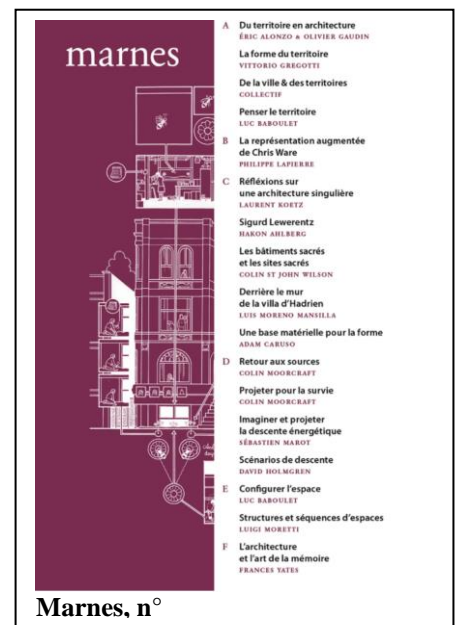 marnes
A Du territoire en architecture
ÉRIC ALONZO & OLIVIER GAUDIN
La forme du territoire
VITTORIO GREGOTTI
De la ville & des territoires
COLLECTIF
Penser le territoire
LUC BABOULET
B La représentation augmentée
de Chris Ware
PHILIPPE LAPIERRE
C Réfléxions sur
une architecture singulière
LAURENT KOETZ
Sigurd Lewerentz
HAKON AHLBERG
Les bâtiments sacrés
et les sites sacrés
COLIN ST JOHN WILSON
Derrière le mur
de la villa d'Hadrien
LUIS MORENO MANSILLA
Une base matérielle pour la forme
ADAM CARUSO
D Retour aux sources
COLIN MOORCRAFT
Projeter pour la survie
COLIN MOORCRAFT
Imaginer et projeter
la descente énergétique
SÉBASTIEN MAROT
Scénarios de descente
DAVID HOLMGREN
E Configurer l'espace
LUC BABOULET
Structures et séquences d'espaces
LUIGI MORETTI
F L'architecture
et l'art de la mémoire
FRANCES YATES
Marnes, n°